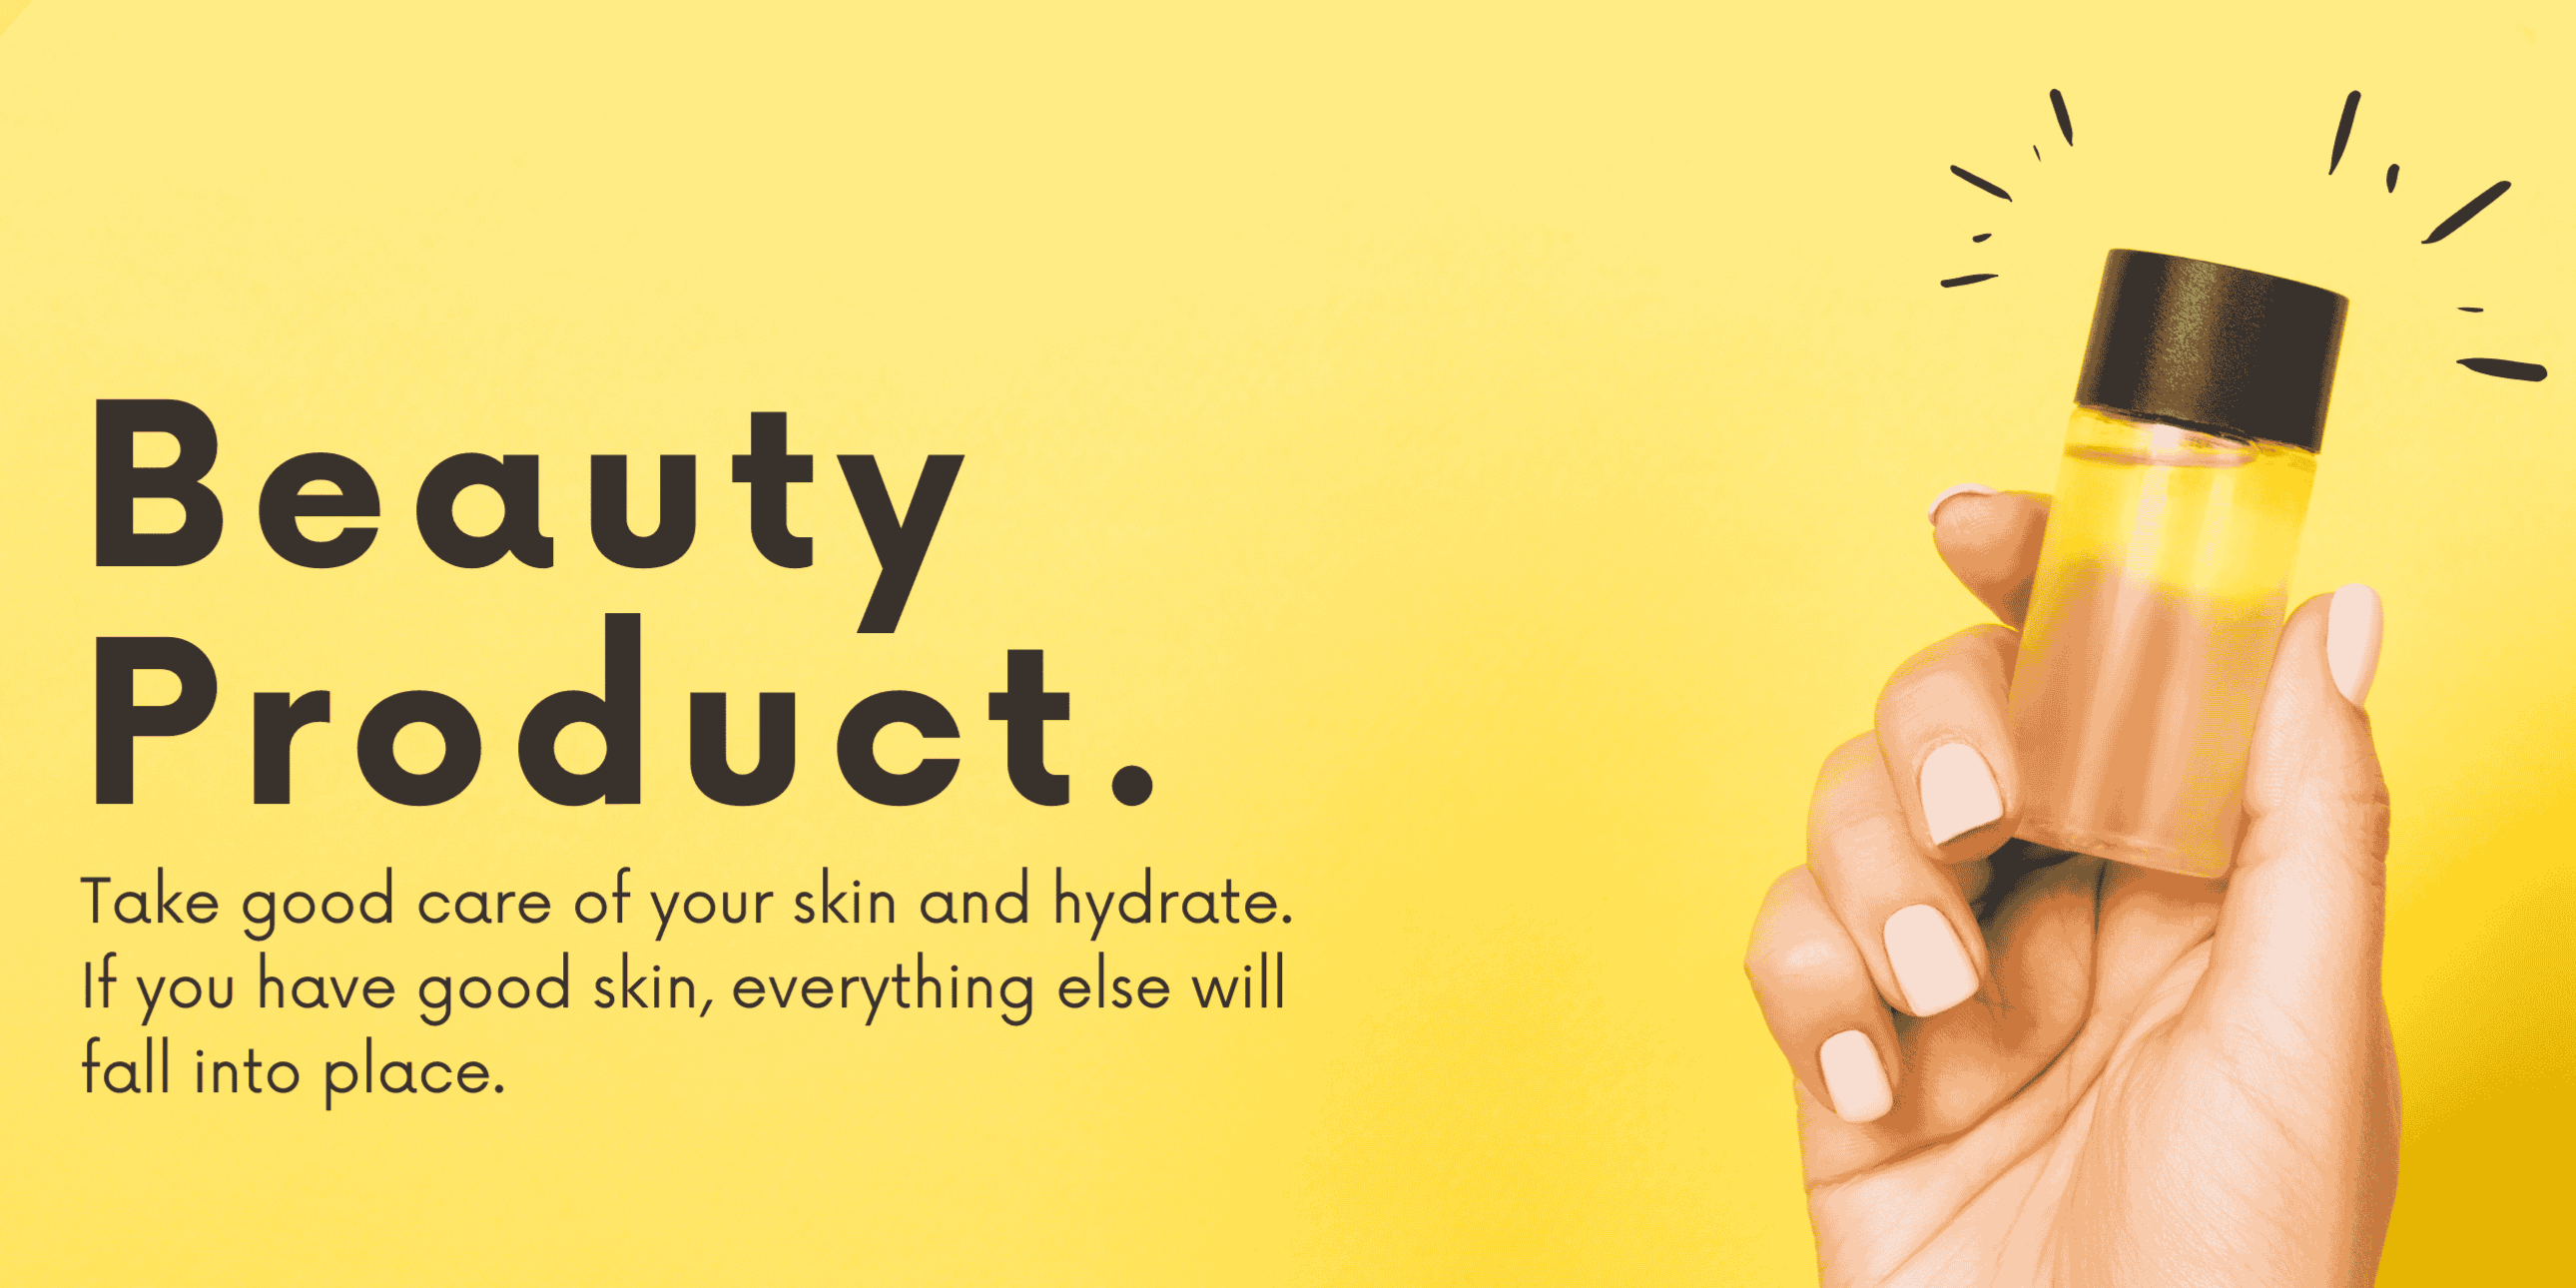 Beauty
Product.
Take good care of your skin and hydrate.
If you have good skin, everything else will
fall into place.